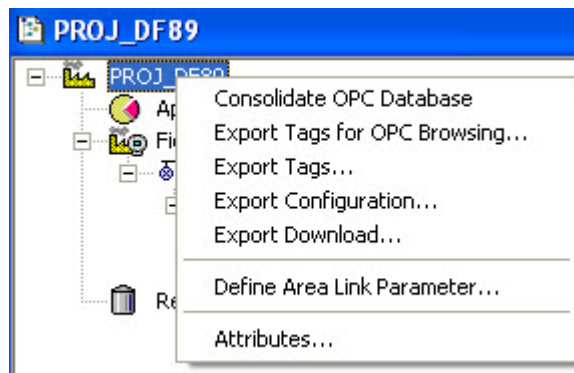 PROJ_DF89
PROJ_DF89
Consolidate OPC Database
Export Tags for OPC Browsing...
Export Tags...
Export Configuration...
Export Download...
Define Area Link Parameter...
Attributes...